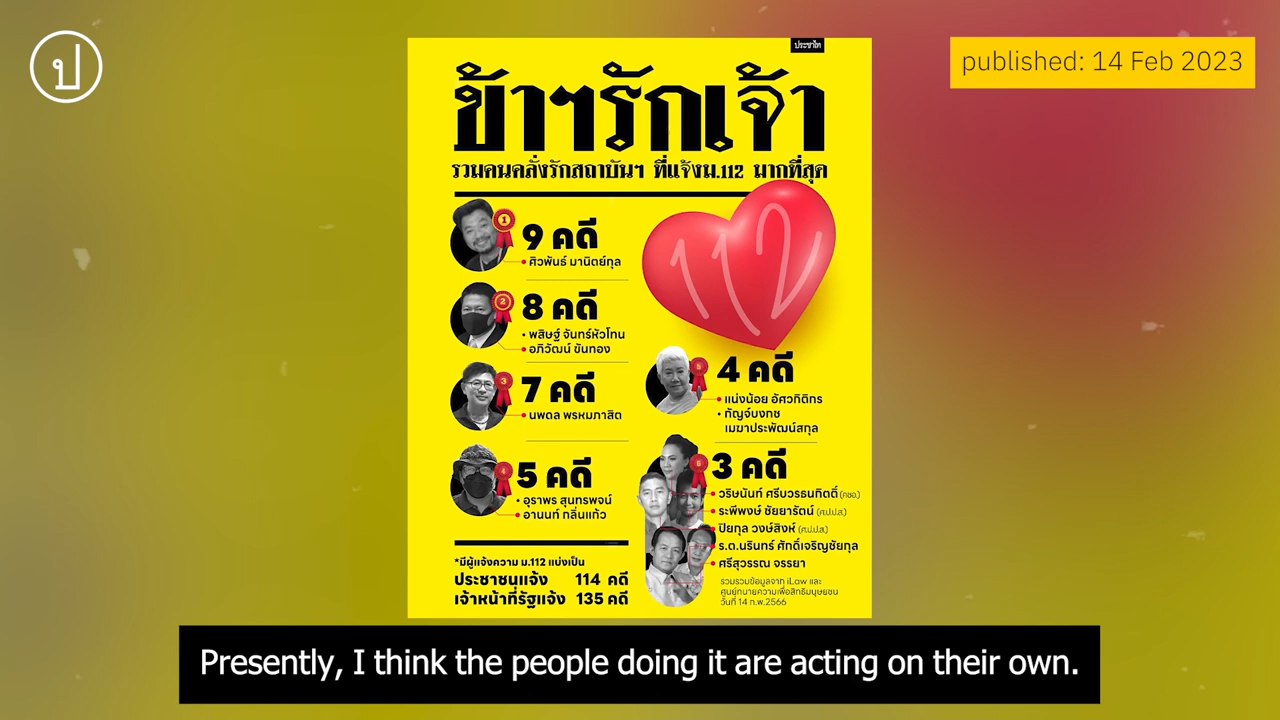 ป
published: 14 Feb 2023
ประชาไท
ข้าฯรักเจ้า
รวมคนคลั่งรักสถาบันฯ ที่แจ้งม.112 มากที่สุด
112
1
9 คดี
ศิวพันธ์ มานิตย์กุล
2
8 คดี
• พสิษฐ์ จันทร์หัวโทน
อภิวัฒน์ ขันทอง
3
7 คดี
นพดล พรหมภาสิต
4
5 คดี
• อุราพร สุนทรพจน์
อานนท์ กลิ่นแก้ว
5
4 คดี
แน่งน้อย อัศวกิติกร
• กัญจ์บงกช
เมฆาประพัฒน์สกุล
6
3 คดี
วริษนันท์ ศรีบวรธนกิตติ์ (คชอ.)
ระพีพงษ์ ชัยยารัตน์ (ศ.ป.ป.ส.)
ปิยกุล วงษ์สิงห์ (ศ.ป.ป.ส.)
ร.ต.นรินทร์ ศักดิ์เจริญชัยกุล
ศรีสุวรรณ จรรยา
*มีผู้แจ้งความ ม.112 แบ่งเป็น
ประชาชนแจ้ง 114 คดี
เจ้าหน้าที่รัฐแจ้ง 135 คดี
รวบรวมข้อมูลจาก iLaw และ
ศูนย์ทนายความเพื่อสิทธิมนุษยชน
วันที่ 14 ก.พ.2566
Presently, I think the people doing it are acting on their own.